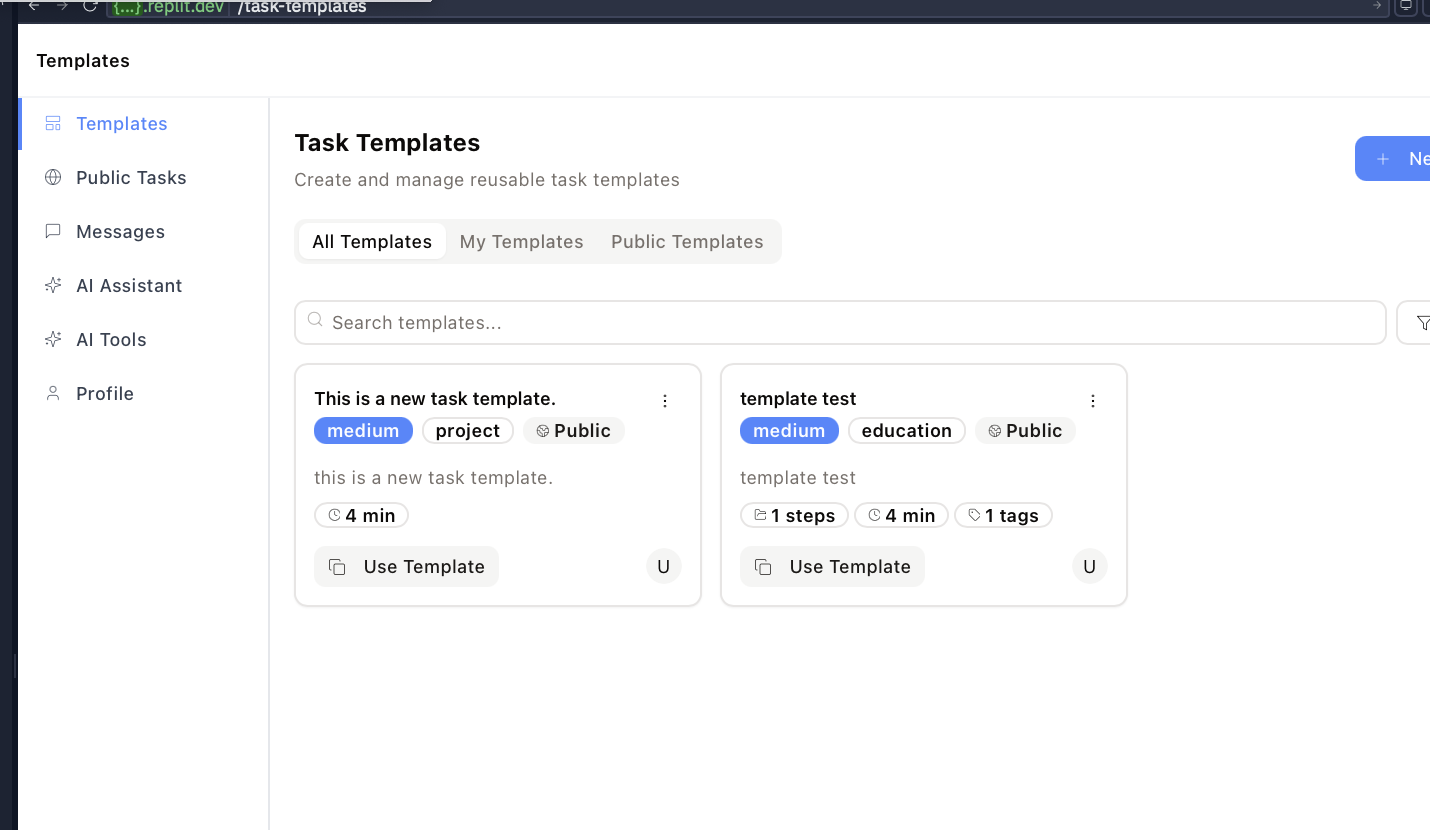 {...}.replit.dev /task-templates
Templates
Templates
Public Tasks
Messages
AI Assistant
AI Tools
Profile
Task Templates
Create and manage reusable task templates
Ne
All Templates My Templates Public Templates
Search templates...
This is a new task template.
medium project Public
this is a new task template.
4 min
Use Template U
template test
medium education Public
template test
1 steps 4 min 1 tags
Use Template U